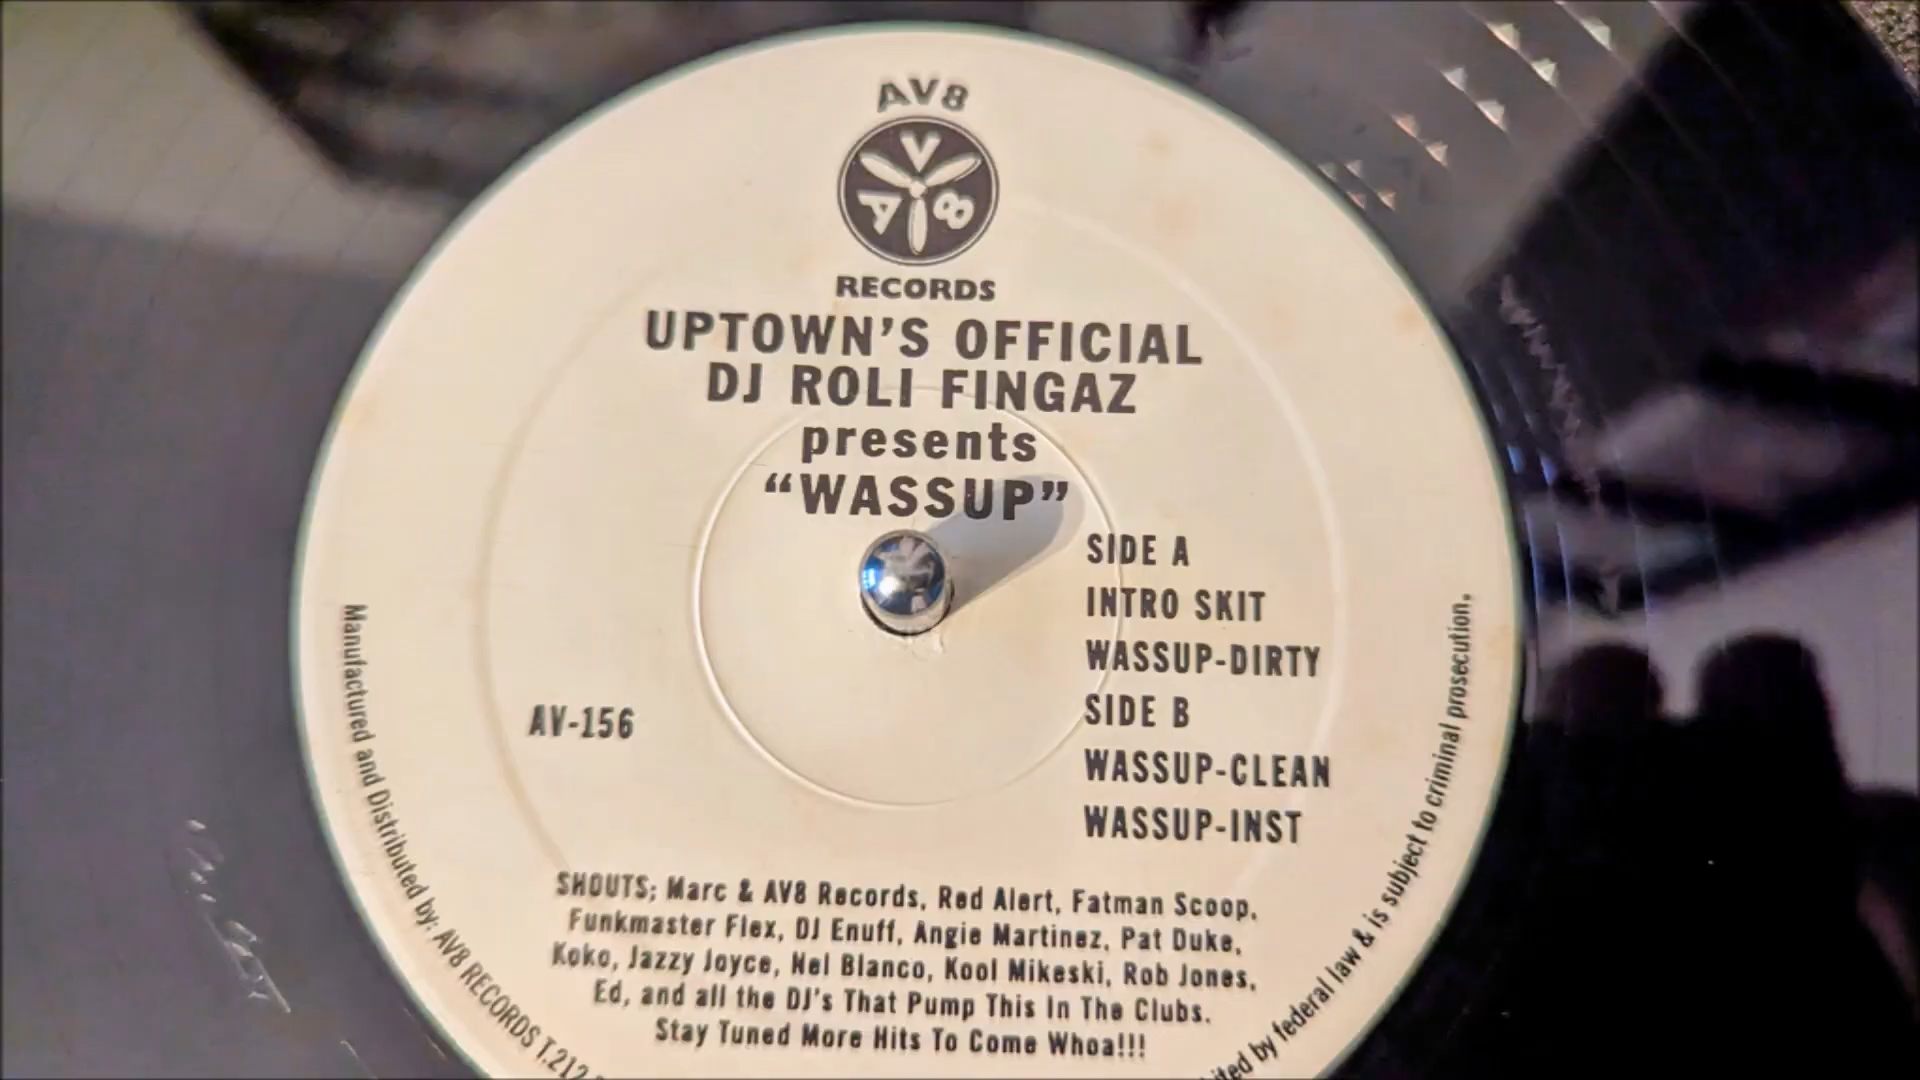 AV8
V
A 8
RECORDS
UPTOWN'S OFFICIAL
DJ ROLI FINGAZ
presents
“WASSUP”
SIDE A
INTRO SKIT
WASSUP-DIRTY
SIDE B
WASSUP-CLEAN
WASSUP-INST
AV-156
SHOUTS; Marc & AV8 Records, Red Alert, Fatman Scoop,
Funkmaster Flex, DJ Enuff, Angie Martinez, Pat Duke,
Koko, Jazzy Joyce, Nel Blanco, Kool Mikeski, Rob Jones,
Ed, and all the DJ's That Pump This In The Clubs.
Stay Tuned More Hits To Come Whoa!!!
Manufactured and Distributed by: AV8 RECORDS T.212
by federal law & is subject to criminal prosecution.